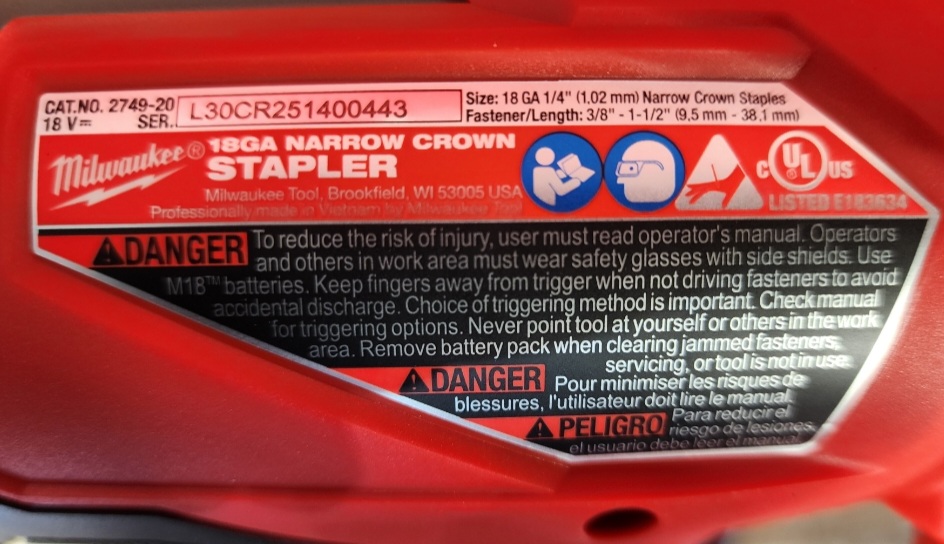 CAT.NO. 2749-20
18 V⎓ SER. L30CR251400443
Size: 18 GA 1/4" (1,02 mm) Narrow Crown Staples
Fastener/Length: 3/8" - 1-1/2" (9,5 mm - 38,1 mm)
Milwaukee®
18GA NARROW CROWN
STAPLER
Milwaukee Tool, Brookfield, WI 53005 USA
Professionally made in Vietnam by Milwaukee Tool
C UL US
LISTED E183634
DANGER To reduce the risk of injury, user must read operator's manual. Operators
and others in work area must wear safety glasses with side shields. Use
M18™ batteries. Keep fingers away from trigger when not driving fasteners to avoid
accidental discharge. Choice of triggering method is important. Check manual
for triggering options. Never point tool at yourself or others in the work
area. Remove battery pack when clearing jammed fasteners,
servicing, or tool is not in use.
DANGER Pour minimiser les risques de
blessures, l'utilisateur doit lire le manual.
PELIGRO Para reducir el
riesgo de lesiones,
el usuario debe leer el manual.